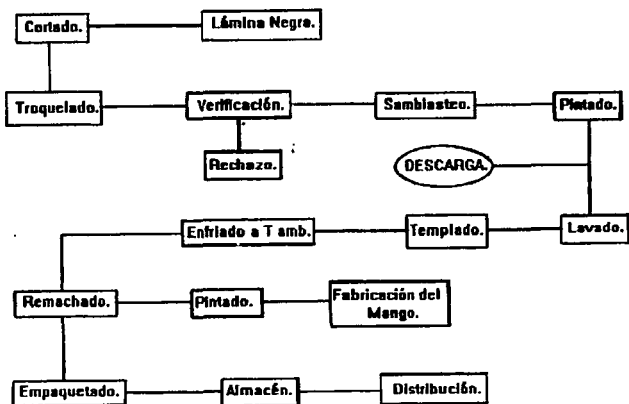 Cortado.
Lámina Negra.
Troquelado.
Verificación.
Samblasteo.
Pintado.
Rechazo.
DESCARGA.
Enfriado a T amb.
Templado.
Lavado.
Remachado.
Pintado.
Fabricación del
Mango.
Empaquetado.
Almacén.
Distribución.